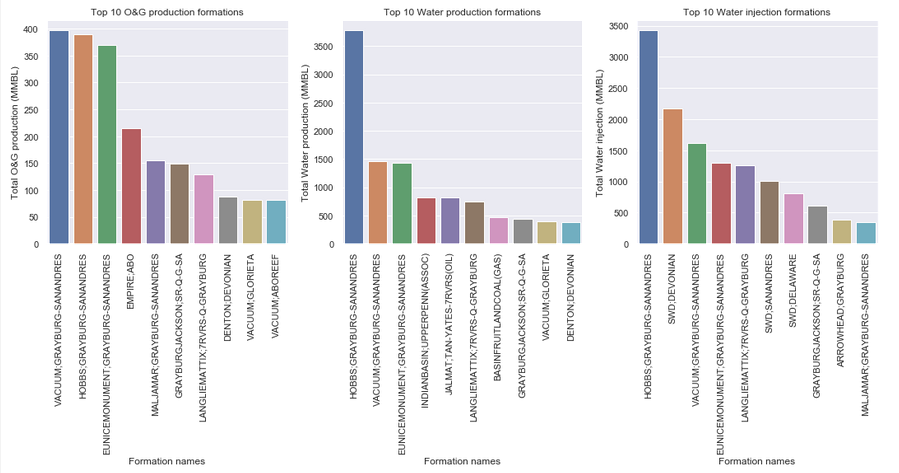 Top 10 O&G production formations
Total O&G production (MMBL)
400
350
300
250
200
150
100
50
0
VACUUM;GRAYBURG-SANANDRES
HOBBS;GRAYBURG-SANANDRES
EUNICEMONUMENT;GRAYBURG-SANANDRES
EMPIRE;ABO
MALJAMAR;GRAYBURG-SANANDRES
GRAYBURGJACKSON;SR-Q-G-SA
LANGLIEMATTIX;7RVRS-Q-GRAYBURG
DENTON;DEVONIAN
VACUUM;GLORIETA
VACUUM;ABOREEF
Formation names
Top 10 Water production formations
Total Water production (MMBL)
3500
3000
2500
2000
1500
1000
500
0
HOBBS;GRAYBURG-SANANDRES
VACUUM;GRAYBURG-SANANDRES
EUNICEMONUMENT;GRAYBURG-SANANDRES
INDIANBASIN;UPPERPENN(ASSOC)
JALMAT;TAN-YATES-7RVRS(OIL)
LANGLIEMATTIX;7RVRS-Q-GRAYBURG
BASINFRUITLANDCOAL(GAS)
GRAYBURGJACKSON;SR-Q-G-SA
VACUUM;GLORIETA
DENTON;DEVONIAN
Formation names
Top 10 Water injection formations
Total Water injection (MMBL)
3500
3000
2500
2000
1500
1000
500
0
HOBBS;GRAYBURG-SANANDRES
SWD;DEVONIAN
VACUUM;GRAYBURG-SANANDRES
EUNICEMONUMENT;GRAYBURG-SANANDRES
LANGLIEMATTIX;7RVRS-Q-GRAYBURG
SWD;SANANDRES
SWD;DELAWARE
GRAYBURGJACKSON;SR-Q-G-SA
ARROWHEAD;GRAYBURG
MALJAMAR;GRAYBURG-SANANDRES
Formation names